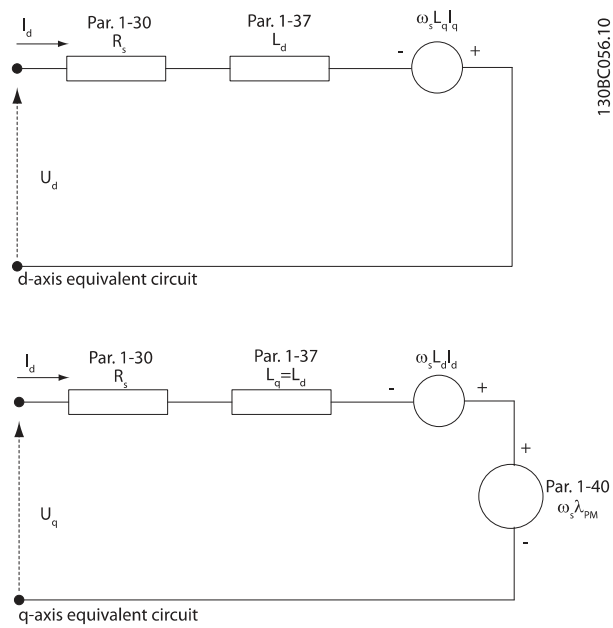 I_d
Par. 1-30
R_s
Par. 1-37
L_d
ω_sL_qI_q
- +
130BC056.10
U_d
d-axis equivalent circuit
I_d
Par. 1-30
R_s
Par. 1-37
L_q=L_d
ω_sL_dI_d
- +
+
Par. 1-40
ω_sλ_PM
-
U_q
q-axis equivalent circuit